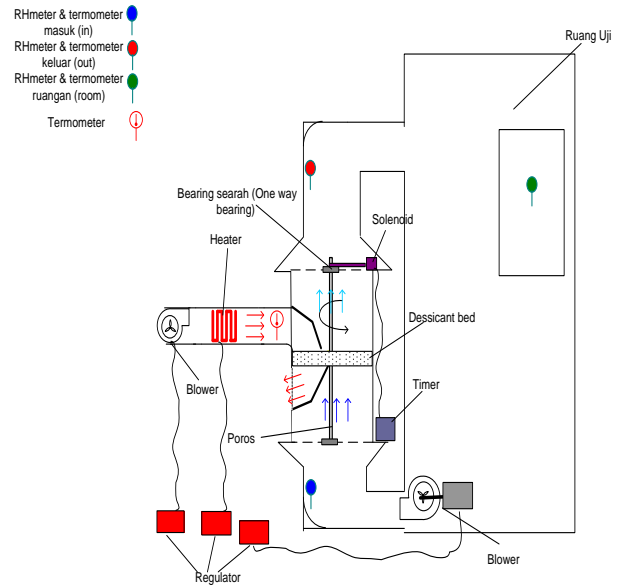 RHmeter & termometer
masuk (in)
RHmeter & termometer
keluar (out)
RHmeter & termometer
ruangan (room)
Termometer
Ruang Uji
Bearing searah (One way
bearing)
Solenoid
Heater
Dessicant bed
Blower
Timer
Poros
Blower
Regulator